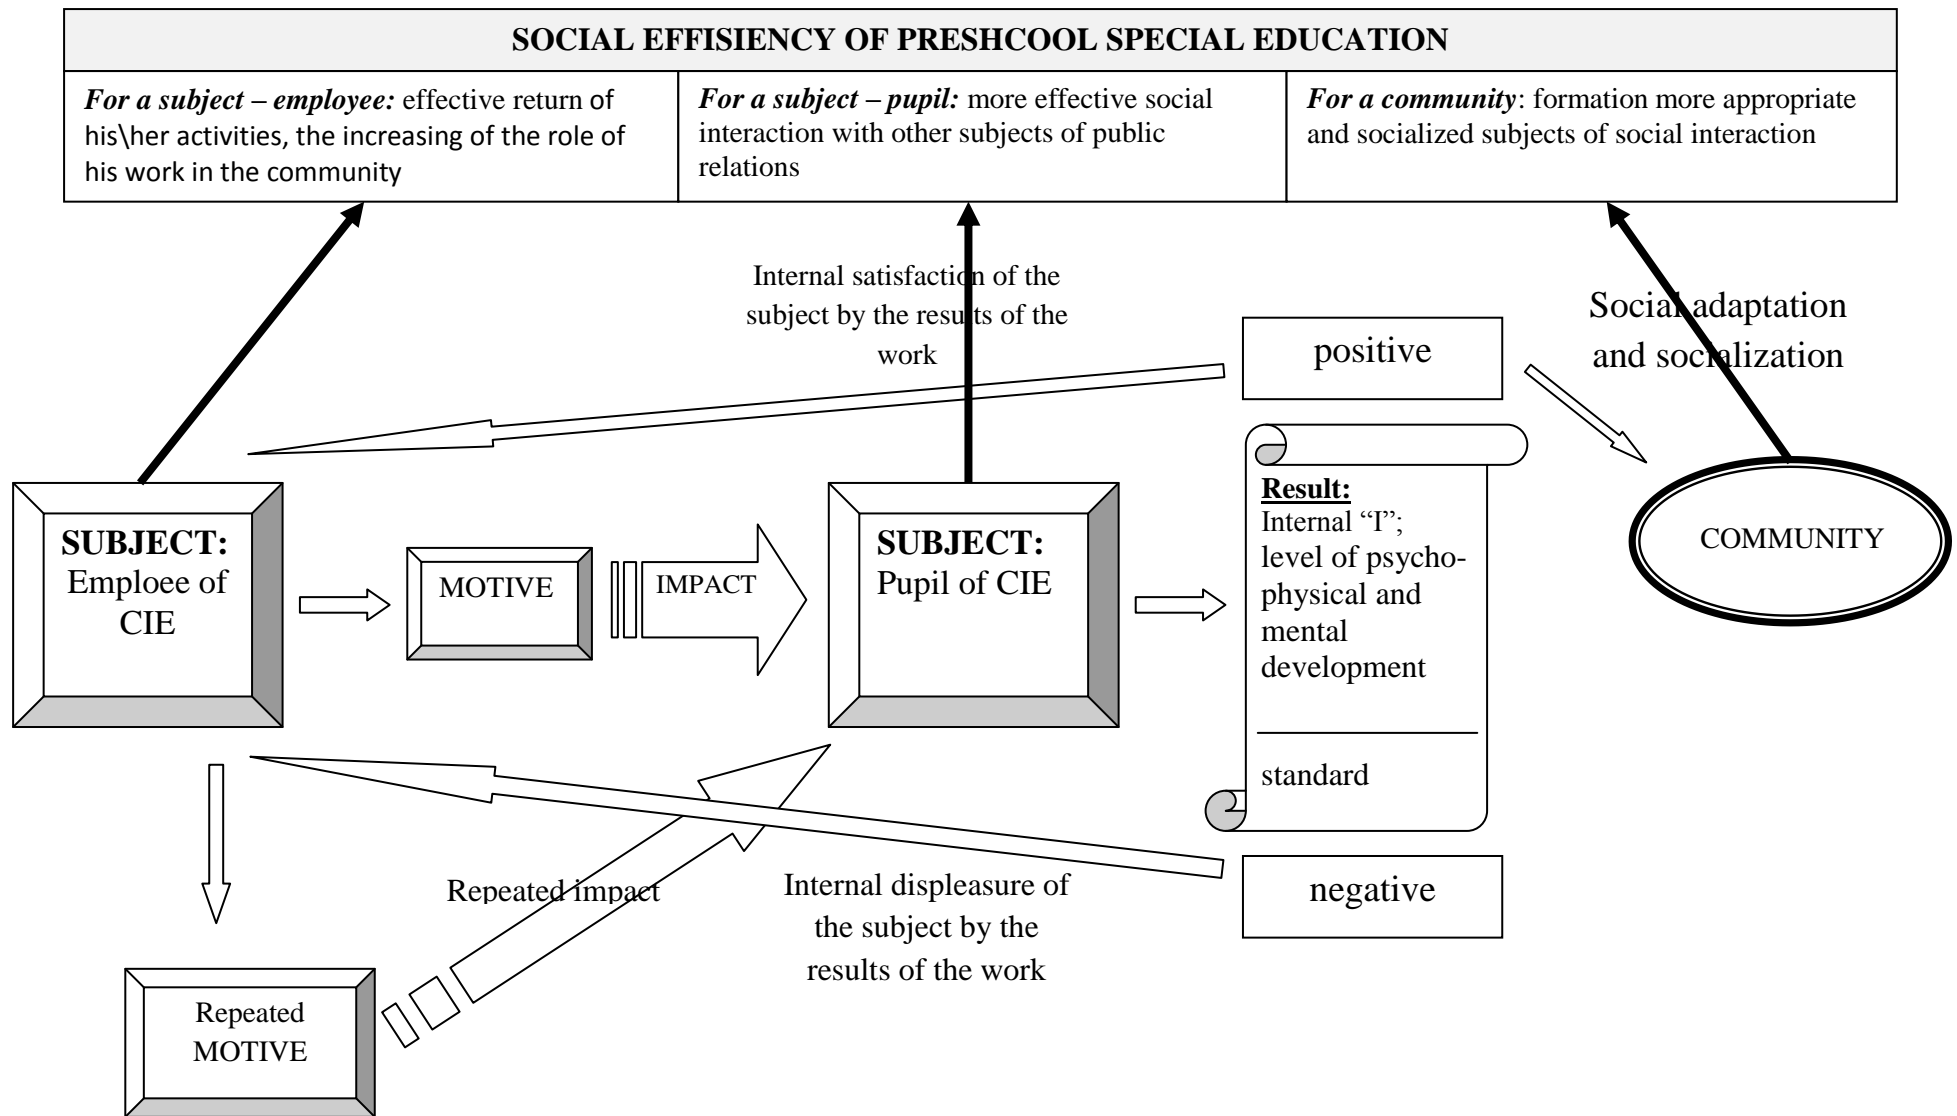 SOCIAL EFFISIENCY OF PRESHCOOL SPECIAL EDUCATION
For a subject – employee: effective return of
his\her activities, the increasing of the role of
his work in the community
For a subject – pupil: more effective social
interaction with other subjects of public
relations
For a community: formation more appropriate
and socialized subjects of social interaction
Internal satisfaction of the
subject by the results of the
work
positive
Social adaptation
and socialization
SUBJECT:
Emploee of
CIE
MOTIVE
IMPACT
SUBJECT:
Pupil of CIE
Result:
Internal “I”;
level of psycho-
physical and
mental
development
standard
COMMUNITY
Repeated impact
Internal displeasure of
the subject by the
results of the work
negative
Repeated
MOTIVE